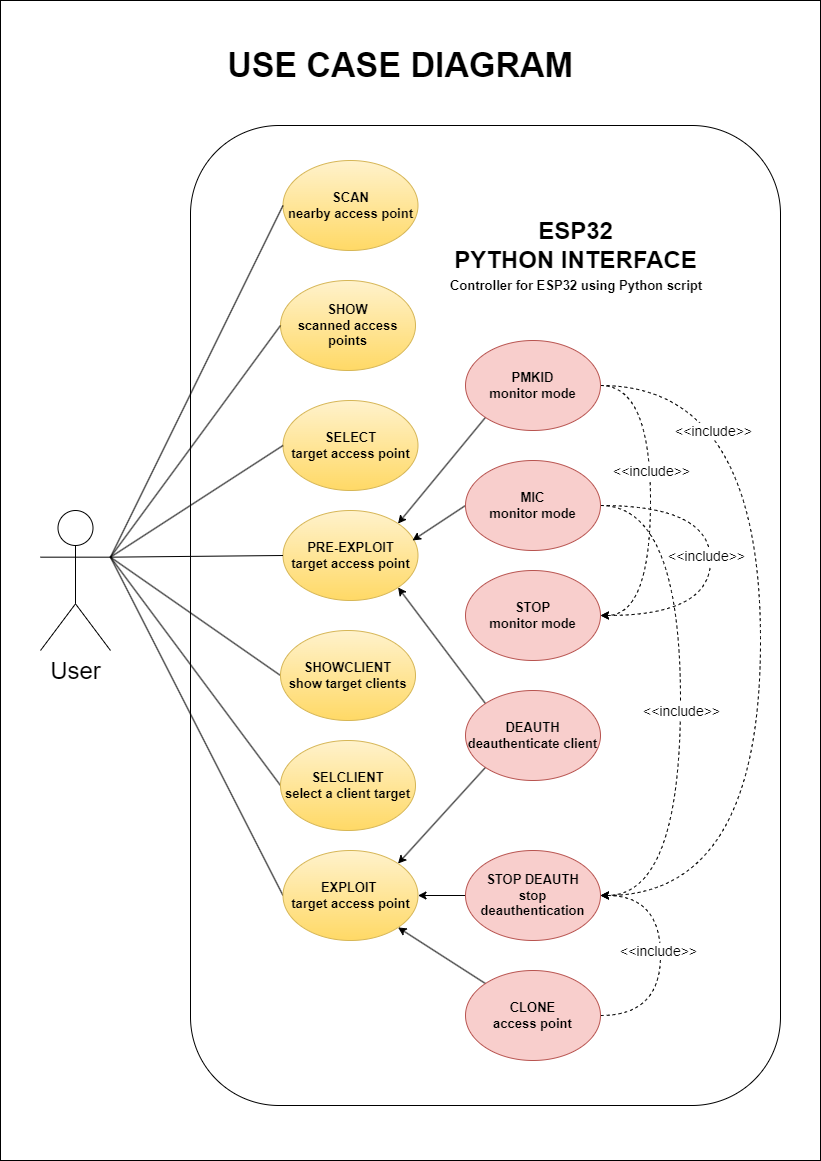 USE CASE DIAGRAM
SCAN
nearby access point
ESP32
PYTHON INTERFACE
Controller for ESP32 using Python script
SHOW
scanned access
points
PMKID
monitor mode
<<include>>
SELECT
target access point
<<include>>
MIC
monitor mode
PRE-EXPLOIT
target access point
<<include>>
STOP
monitor mode
User
SHOWCLIENT
show target clients
<<include>>
DEAUTH
deauthenticate client
SELCLIENT
select a client target
EXPLOIT
target access point
STOP DEAUTH
stop
deauthentication
<<include>>
CLONE
access point